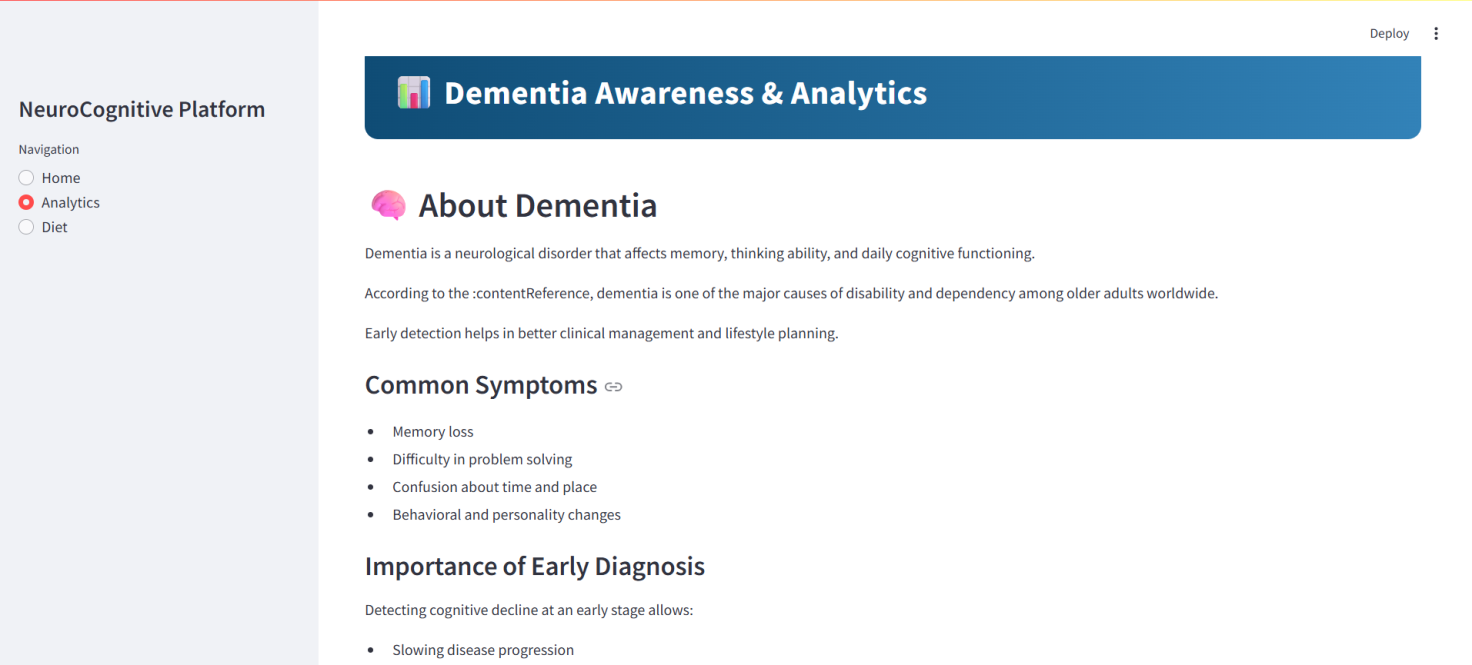 Deploy
NeuroCognitive Platform
Navigation
Home
Analytics
Diet
Dementia Awareness & Analytics
About Dementia
Dementia is a neurological disorder that affects memory, thinking ability, and daily cognitive functioning.
According to the :contentReference, dementia is one of the major causes of disability and dependency among older adults worldwide.
Early detection helps in better clinical management and lifestyle planning.
Common Symptoms
Memory loss
Difficulty in problem solving
Confusion about time and place
Behavioral and personality changes
Importance of Early Diagnosis
Detecting cognitive decline at an early stage allows:
Slowing disease progression